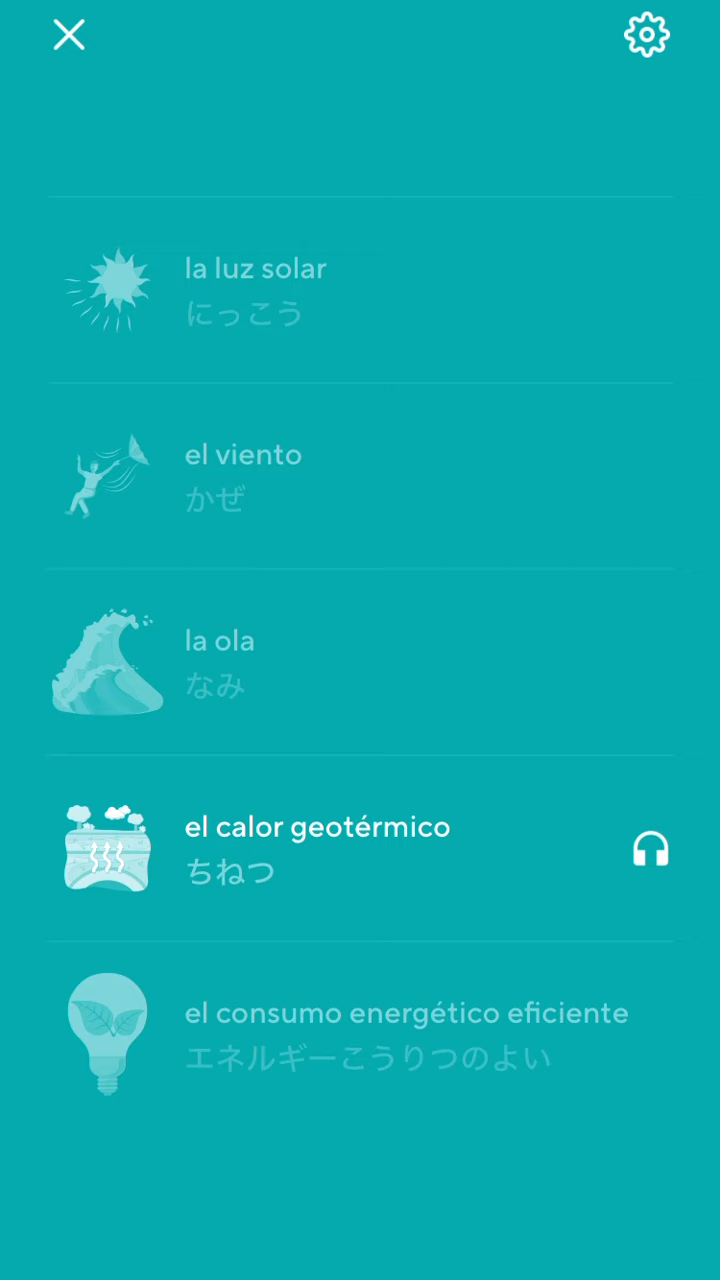 la luz solar
にっこう
el viento
かぜ
la ola
なみ
el calor geotérmico
ちねつ
el consumo energético eficiente
エネルギーこうりつのよい